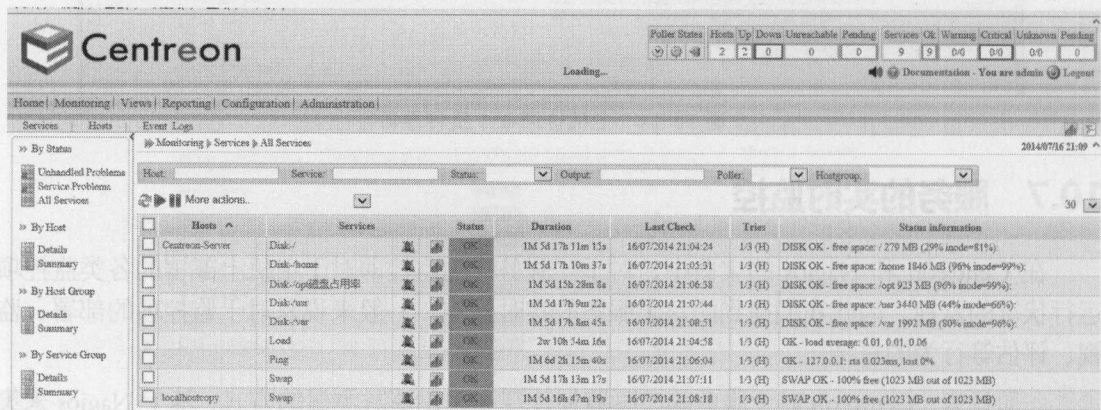 Centreon
Poller States Hosts Up Down Unreachable Pending Services Ok Warning Critical Unknown Pending
2 2 0 0 0 9 9 0/0 0/0 0/0 0
Loading...
Documentation - You are admin Logout
Home| Monitoring| Views| Reporting| Configuration| Administration|
Services | Hosts | Event Logs
Monitoring Services All Services
2014/07/16 21:09
By Status
Unhandled Problems
Service Problems
All Services
By Host
Details
Summary
By Host Group
Details
Summary
By Service Group
Details
Summary
Host: Service: Status: Output: Poller: Hostgroup:
More actions... 30
Hosts Services Status Duration Last Check Tries Status information
Centreon-Server Disk-/ OK 1M 5d 17h 11m 15s 16/07/2014 21:04:24 1/3 (H) DISK OK - free space: / 279 MB (29% inode=81%):
Disk-/home OK 1M 5d 17h 10m 37s 16/07/2014 21:05:31 1/3 (H) DISK OK - free space: /home 1846 MB (96% inode=99%):
Disk-/opt磁盘占用率 OK 1M 5d 15h 28m 8s 16/07/2014 21:06:38 1/3 (H) DISK OK - free space: /opt 923 MB (96% inode=99%):
Disk-/usr OK 1M 5d 17h 9m 22s 16/07/2014 21:07:44 1/3 (H) DISK OK - free space: /usr 3440 MB (44% inode=66%):
Disk-/var OK 1M 5d 17h 8m 45s 16/07/2014 21:08:51 1/3 (H) DISK OK - free space: /var 1992 MB (80% inode=96%):
Load OK 2w 10h 54m 16s 16/07/2014 21:04:58 1/3 (H) OK - load average: 0.01, 0.01, 0.06
Ping OK 1M 6d 2h 15m 40s 16/07/2014 21:06:04 1/3 (H) OK - 127.0.0.1: rta 0.023ms, lost 0%
Swap OK 1M 5d 17h 13m 17s 16/07/2014 21:07:11 1/3 (H) SWAP OK - 100% free (1023 MB out of 1023 MB)
localhostcopy Swap OK 1M 5d 16h 47m 19s 16/07/2014 21:08:18 1/3 (H) SWAP OK - 100% free (1023 MB out of 1023 MB)